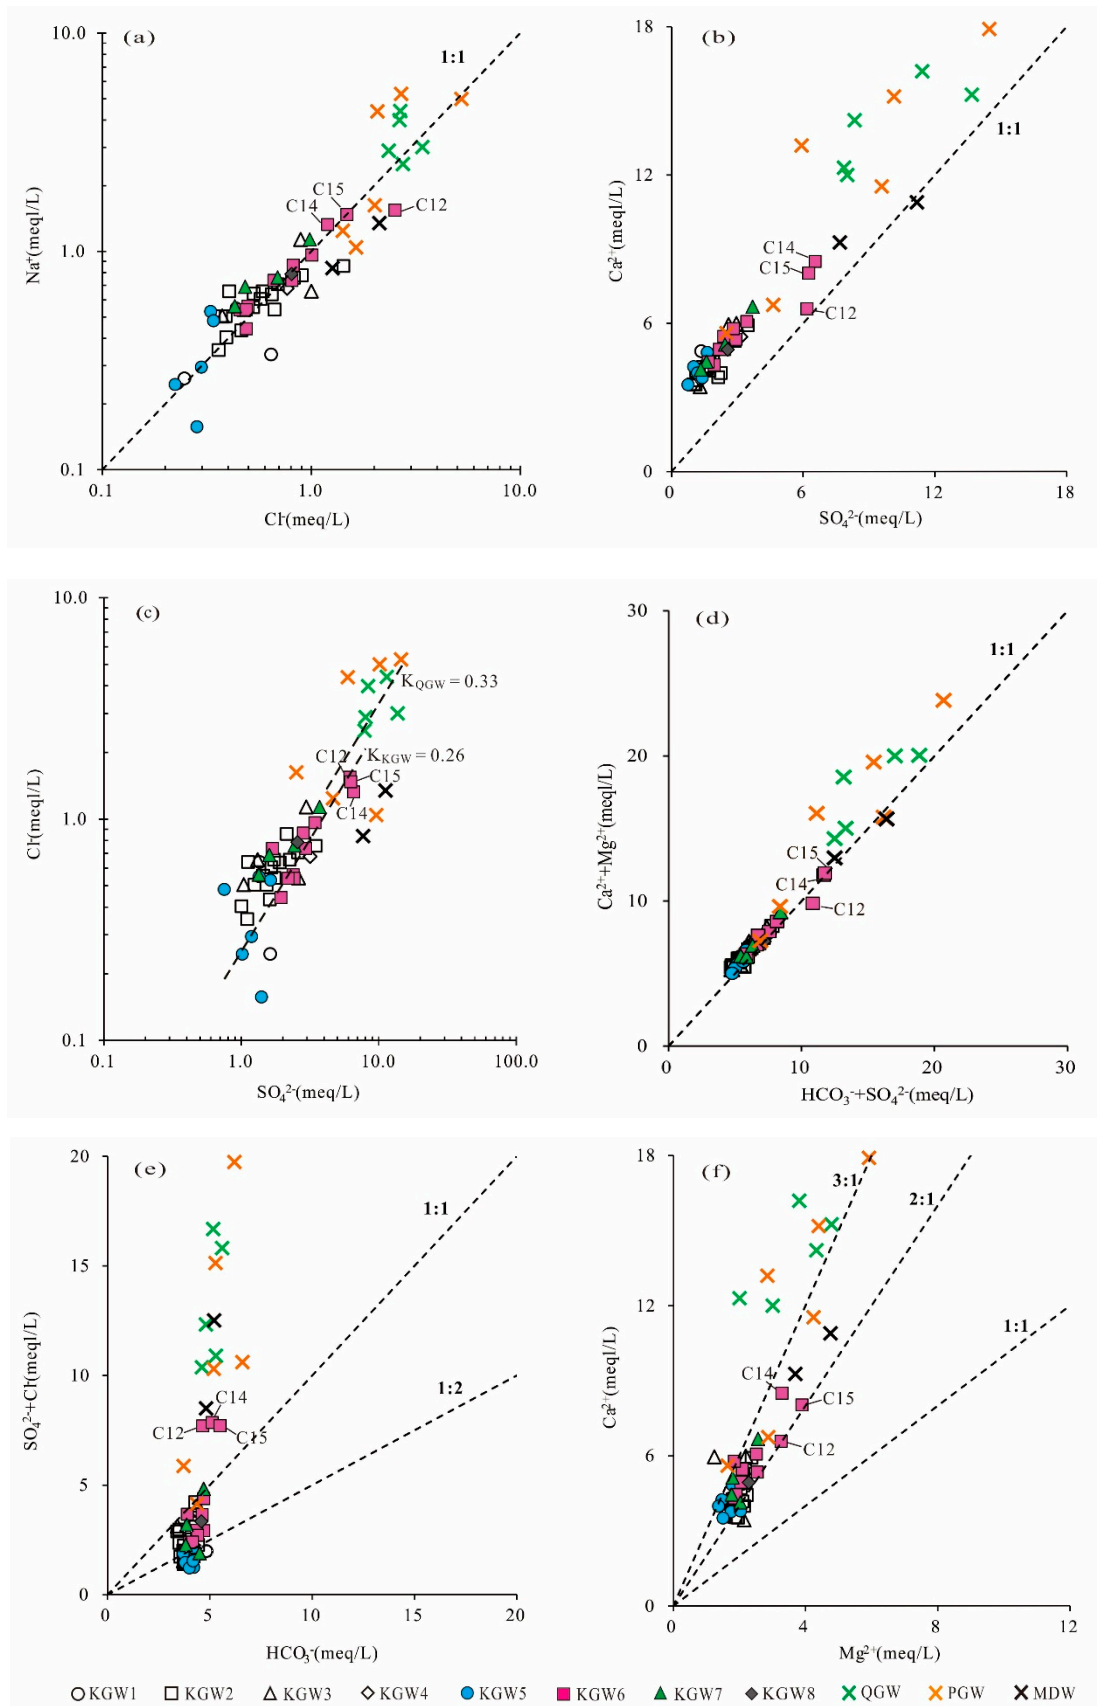 (a)
10.0
1.0
0.1
0.1
1.0
10.0
Na⁺(meql/L)
Cl⁻(meq/L)
1:1
C15
C14
C12
(b)
18
12
6
0
0
6
12
18
Ca²⁺(meql/L)
SO₄²⁻(meq/L)
1:1
C14
C15
C12
(c)
10.0
1.0
0.1
0.1
1.0
10.0
100.0
Cl⁻(meql/L)
SO₄²⁻(meq/L)
K_QGW = 0.33
K_KGW = 0.26
C12
C15
C14
(d)
30
20
10
0
0
10
20
30
Ca²⁺+Mg²⁺(meql/L)
HCO₃⁻+SO₄²⁻(meq/L)
1:1
C15
C14
C12
(e)
20
15
10
5
0
0
5
10
15
20
SO₄²⁻+Cl⁻(meql/L)
HCO₃⁻(meq/L)
1:1
1:2
C14
C12
C15
(f)
18
12
6
0
0
4
8
12
Ca²⁺(meql/L)
Mg²⁺(meq/L)
3:1
2:1
1:1
C14
C15
C12
KGW1 KGW2 KGW3 KGW4 KGW5 KGW6 KGW7 KGW8 QGW PGW MDW